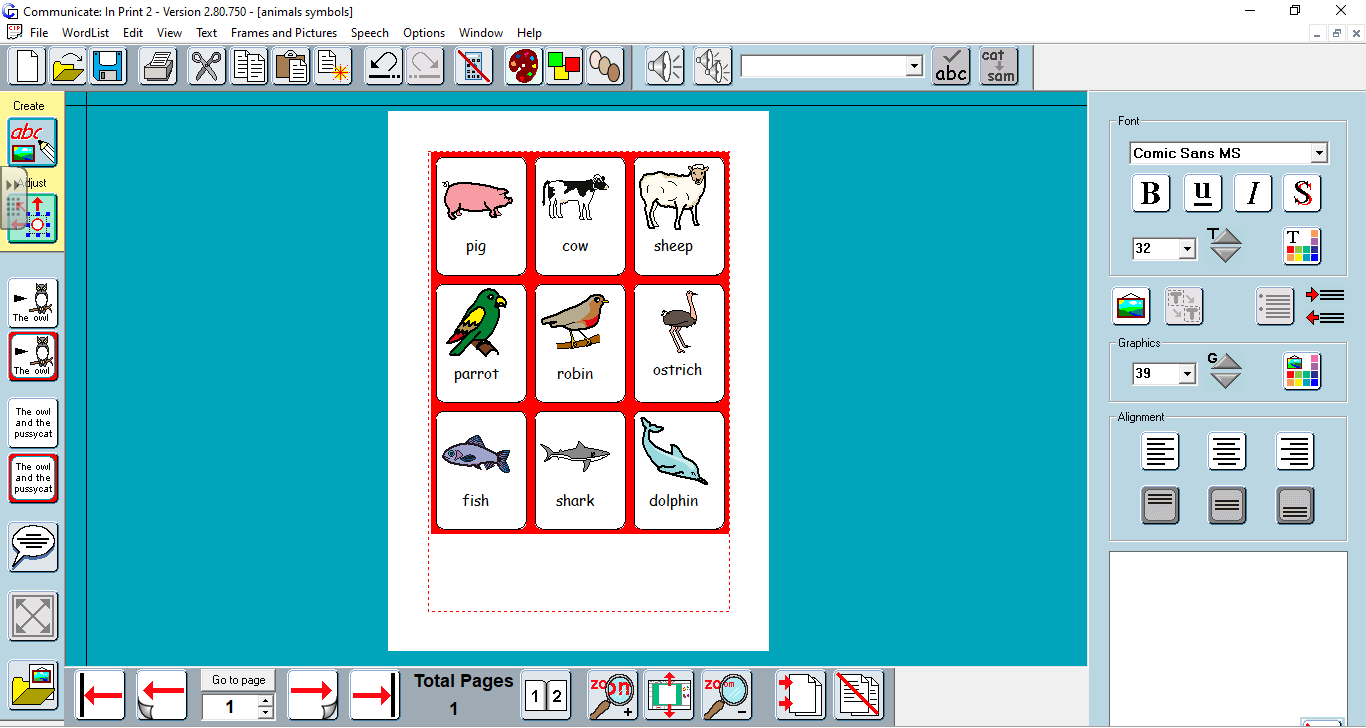 Communicate: In Print 2 - Version 2.80.750 - [animals symbols]
File WordList Edit View Text Frames and Pictures Speech Options Window Help
abc
cat
sam
Create
abc
Adjust
The owl
The owl
The owl
and the
pussycat
The owl
and the
pussycat
pig cow sheep
parrot robin ostrich
fish shark dolphin
Font
Comic Sans MS
B u I S
32 T T
Graphics
39 G
Alignment
Go to page
1
Total Pages
1
1 2
zoom +
zoom -